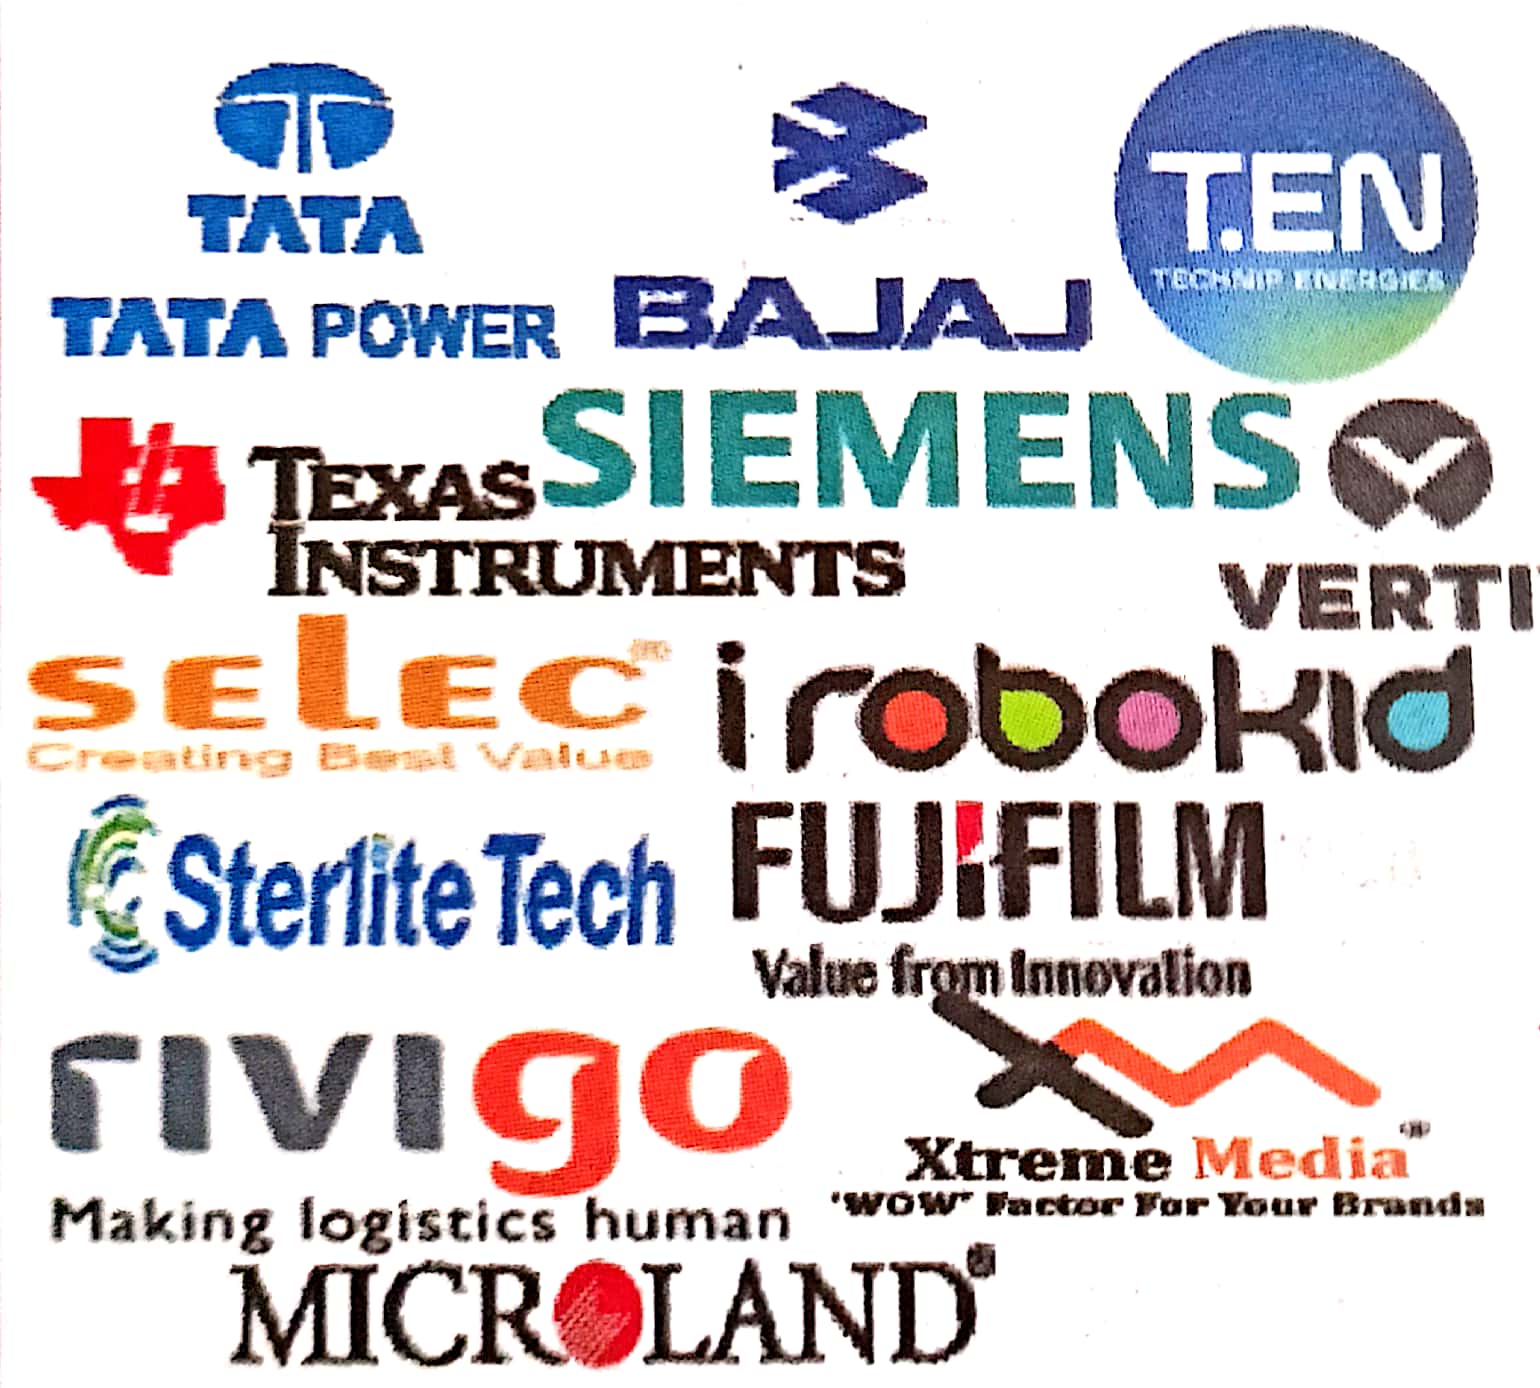 TATA
TATA POWER
BAJAJ
T.EN
TECHNIP ENERGIES
TEXAS
INSTRUMENTS
SIEMENS
VERTI
selec
Creating Best Value
i robokid
Sterlite Tech
FUJIFILM
Value from Innovation
rivigo
Making logistics human
Xtreme Media®
'WOW' Factor For Your Brands
MICROLAND®